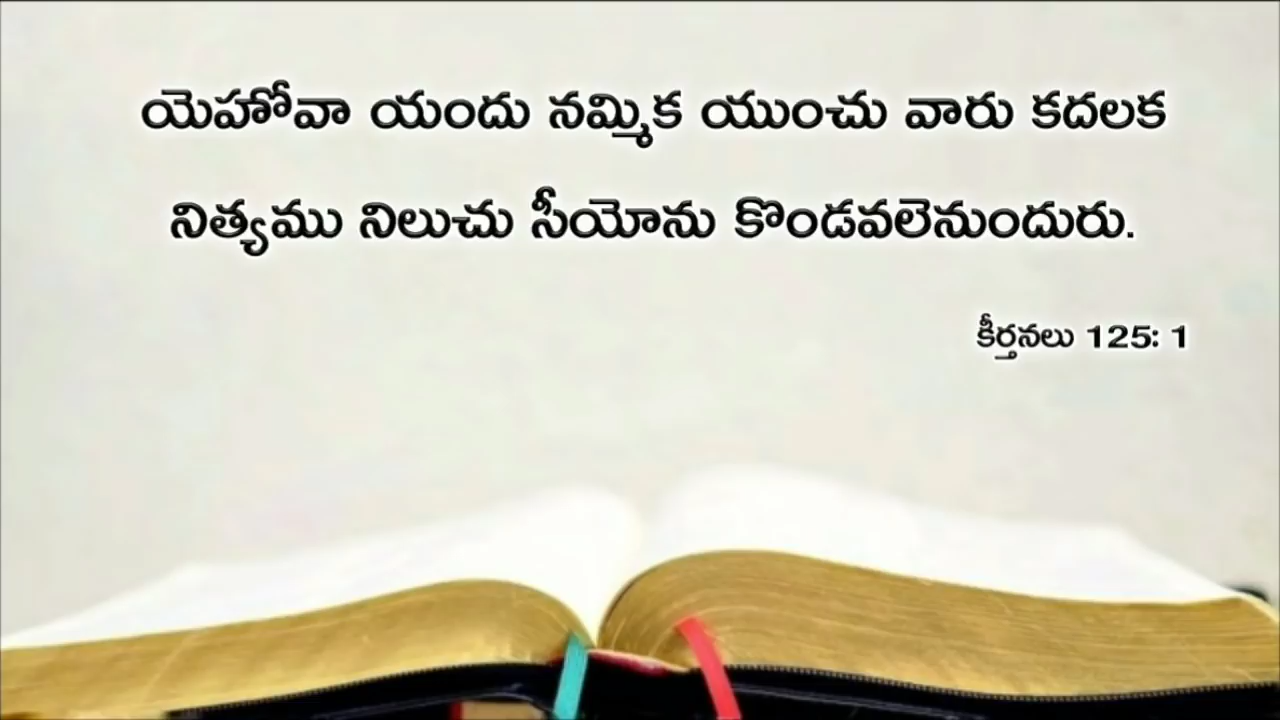 యెహోవా యందు నమ్మిక యుంచు వారు కదలక
నిత్యము నిలుచు సీయోను కొండవలెనుందురు.
కీర్తనలు 125: 1